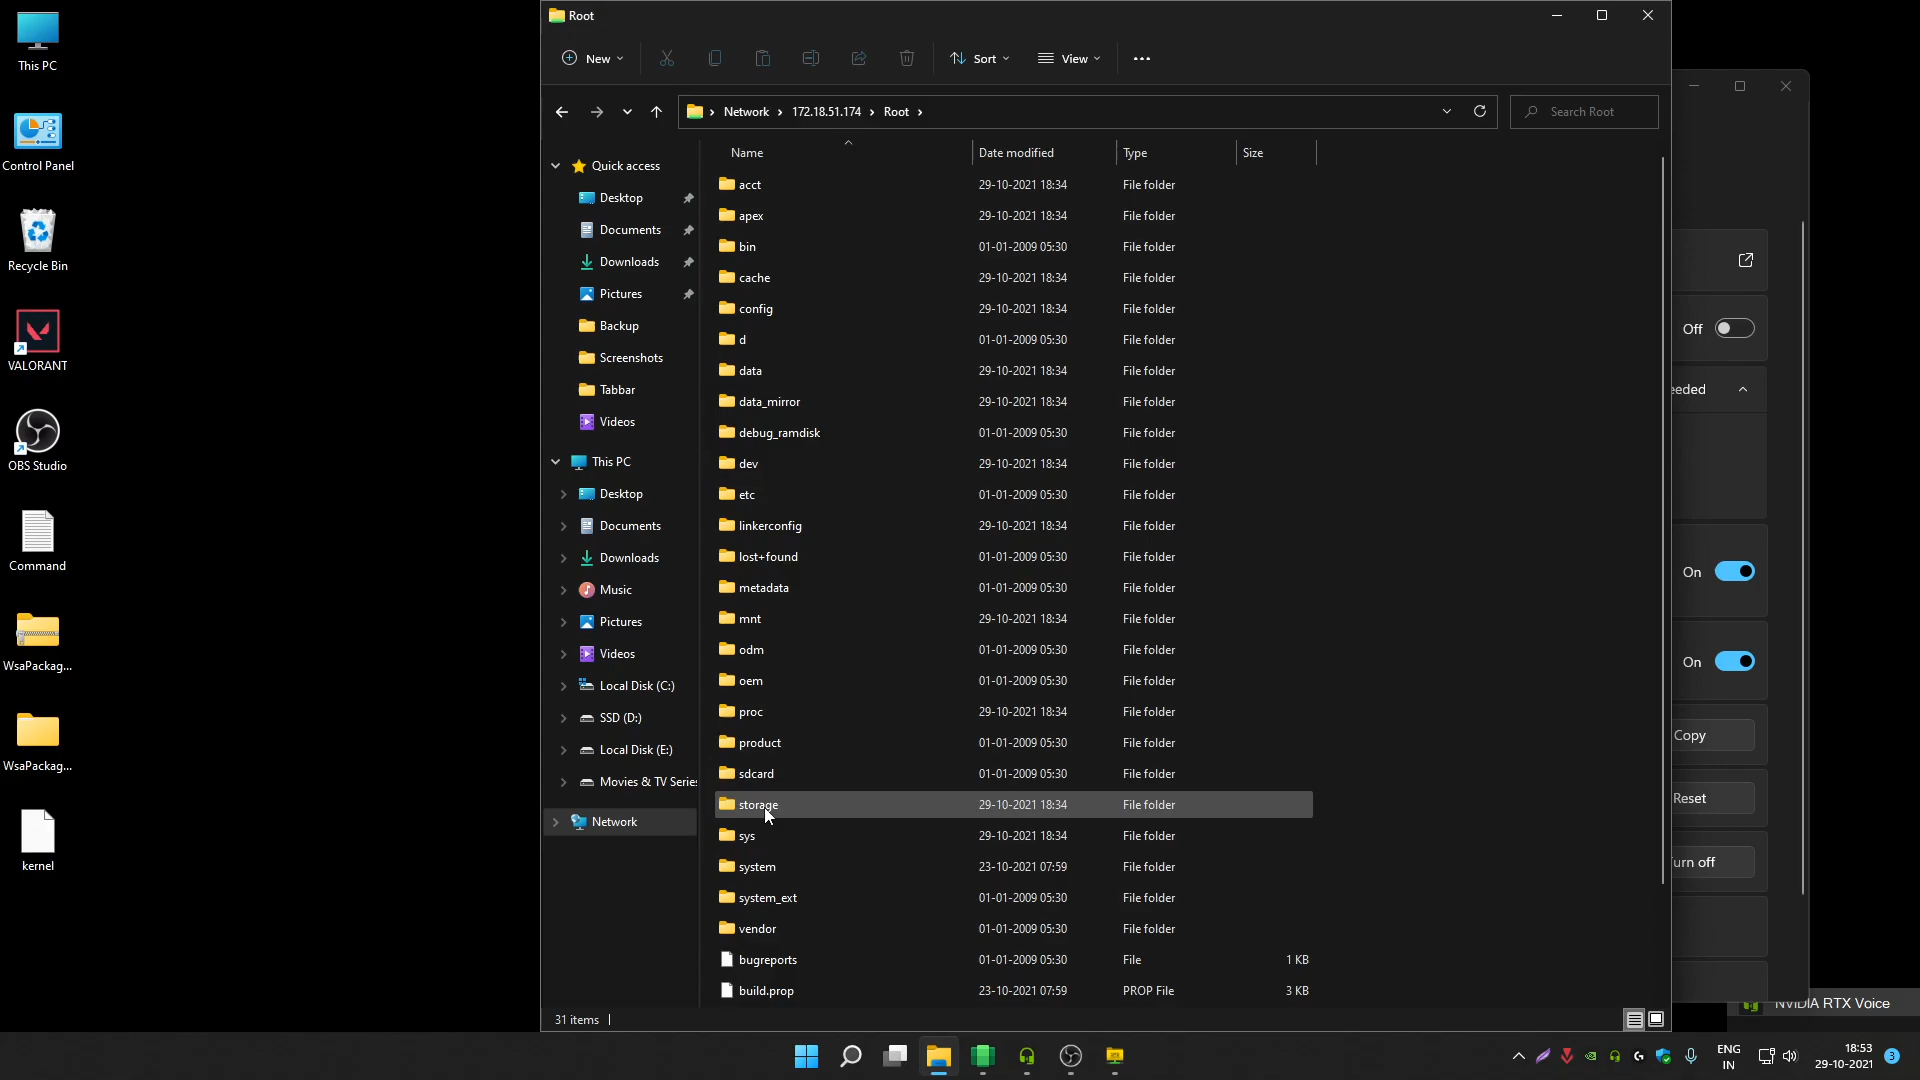 This PC
Control Panel
Recycle Bin
VALORANT
OBS Studio
Command
WsaPackag...
WsaPackag...
kernel
Root
New
Sort
View
Network
172.18.51.174
Root
Search Root
Quick access
Desktop
Documents
Downloads
Pictures
Backup
Screenshots
Tabbar
Videos
This PC
Desktop
Documents
Downloads
Music
Pictures
Videos
Local Disk (C:)
SSD (D:)
Local Disk (E:)
Movies & TV Series
Network
Name Date modified Type Size
acct 29-10-2021 18:34 File folder
apex 29-10-2021 18:34 File folder
bin 01-01-2009 05:30 File folder
cache 29-10-2021 18:34 File folder
config 29-10-2021 18:34 File folder
d 01-01-2009 05:30 File folder
data 29-10-2021 18:34 File folder
data_mirror 29-10-2021 18:34 File folder
debug_ramdisk 01-01-2009 05:30 File folder
dev 29-10-2021 18:34 File folder
etc 01-01-2009 05:30 File folder
linkerconfig 29-10-2021 18:34 File folder
lost+found 01-01-2009 05:30 File folder
metadata 01-01-2009 05:30 File folder
mnt 29-10-2021 18:34 File folder
odm 01-01-2009 05:30 File folder
oem 01-01-2009 05:30 File folder
proc 29-10-2021 18:34 File folder
product 01-01-2009 05:30 File folder
sdcard 01-01-2009 05:30 File folder
storage 29-10-2021 18:34 File folder
sys 29-10-2021 18:34 File folder
system 23-10-2021 07:59 File folder
system_ext 01-01-2009 05:30 File folder
vendor 01-01-2009 05:30 File folder
bugreports 01-01-2009 05:30 File 1 KB
build.prop 23-10-2021 07:59 PROP File 3 KB
31 items
Off
eeded
On
On
Copy
Reset
urn off
NVIDIA RTX Voice
ENG
IN
18:53
29-10-2021
3